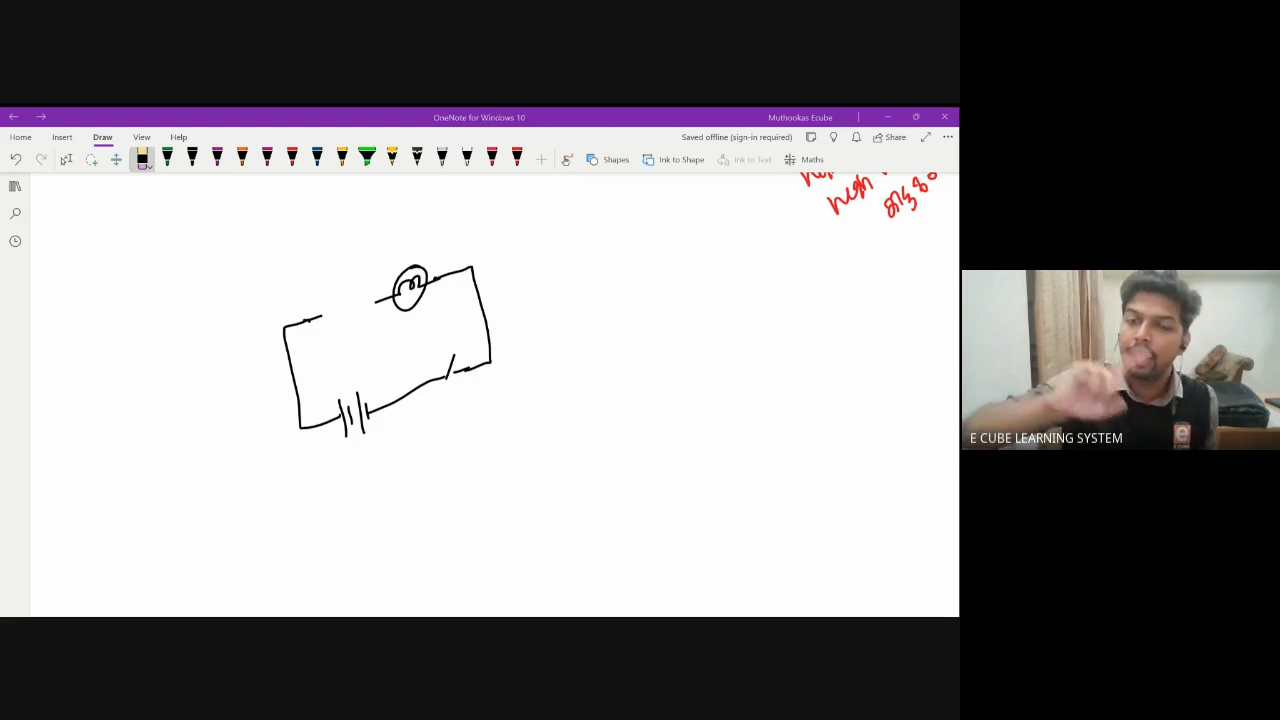 OneNote for Windows 10
Muthookas Ecube
Home Insert Draw View Help
Saved offline (sign-in required)
Share
Shapes
Ink to Shape
Ink to Text
Maths
E CUBE LEARNING SYSTEM
e
E CUBE